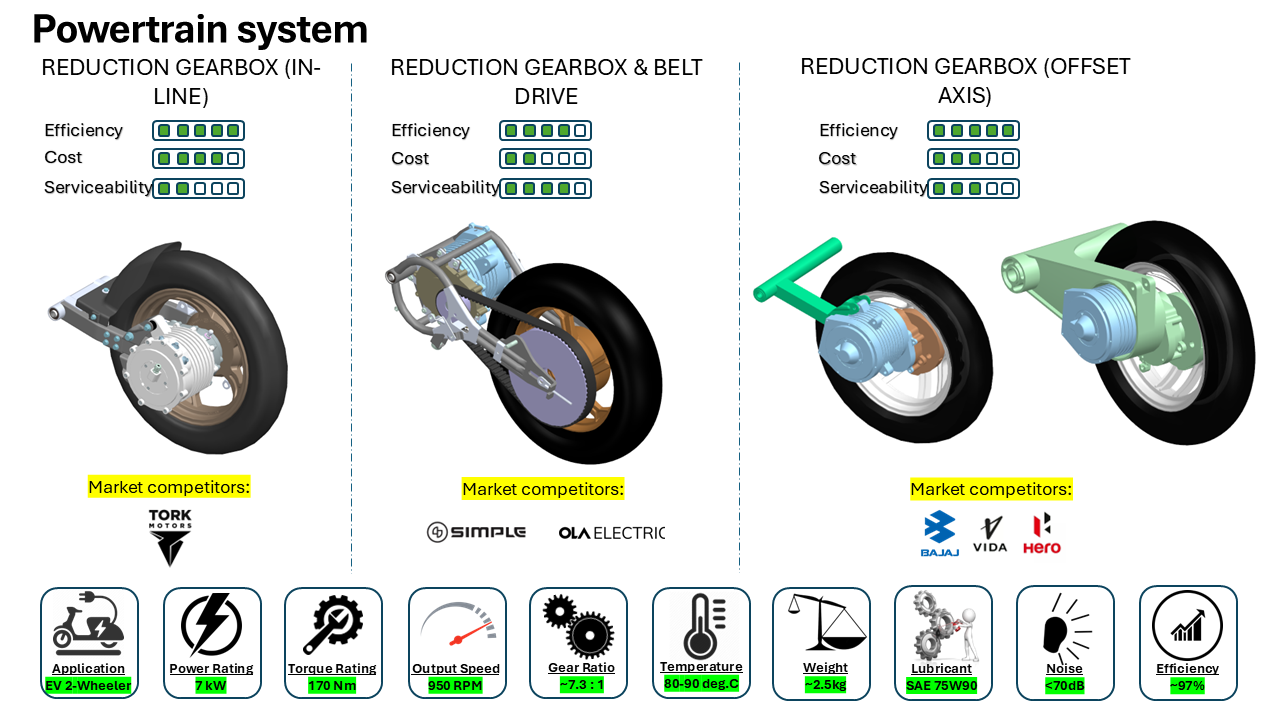 Powertrain system
REDUCTION GEARBOX (IN-
LINE)
Efficiency
Cost
Serviceability
Market competitors:
TORK
MOTORS
REDUCTION GEARBOX & BELT
DRIVE
Efficiency
Cost
Serviceability
Market competitors:
SIMPLE
OLA ELECTRIC
REDUCTION GEARBOX (OFFSET
AXIS)
Efficiency
Cost
Serviceability
Market competitors:
BAJAJ
VIDA
Hero
Application
EV 2-Wheeler
Power Rating
7 kW
Torque Rating
170 Nm
Output Speed
950 RPM
Gear Ratio
~7.3 : 1
Temperature
80-90 deg.C
Weight
~2.5kg
Lubricant
SAE 75W90
Noise
<70dB
Efficiency
~97%